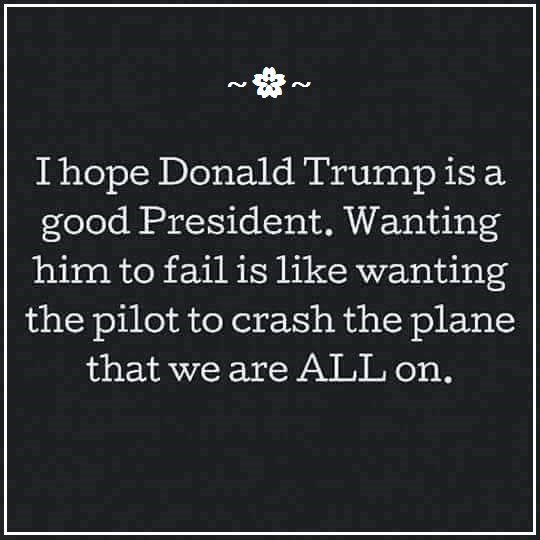 I hope Donald Trump is a
good President. Wanting
him to fail is like wanting
the pilot to crash the plane
that we are ALL on.